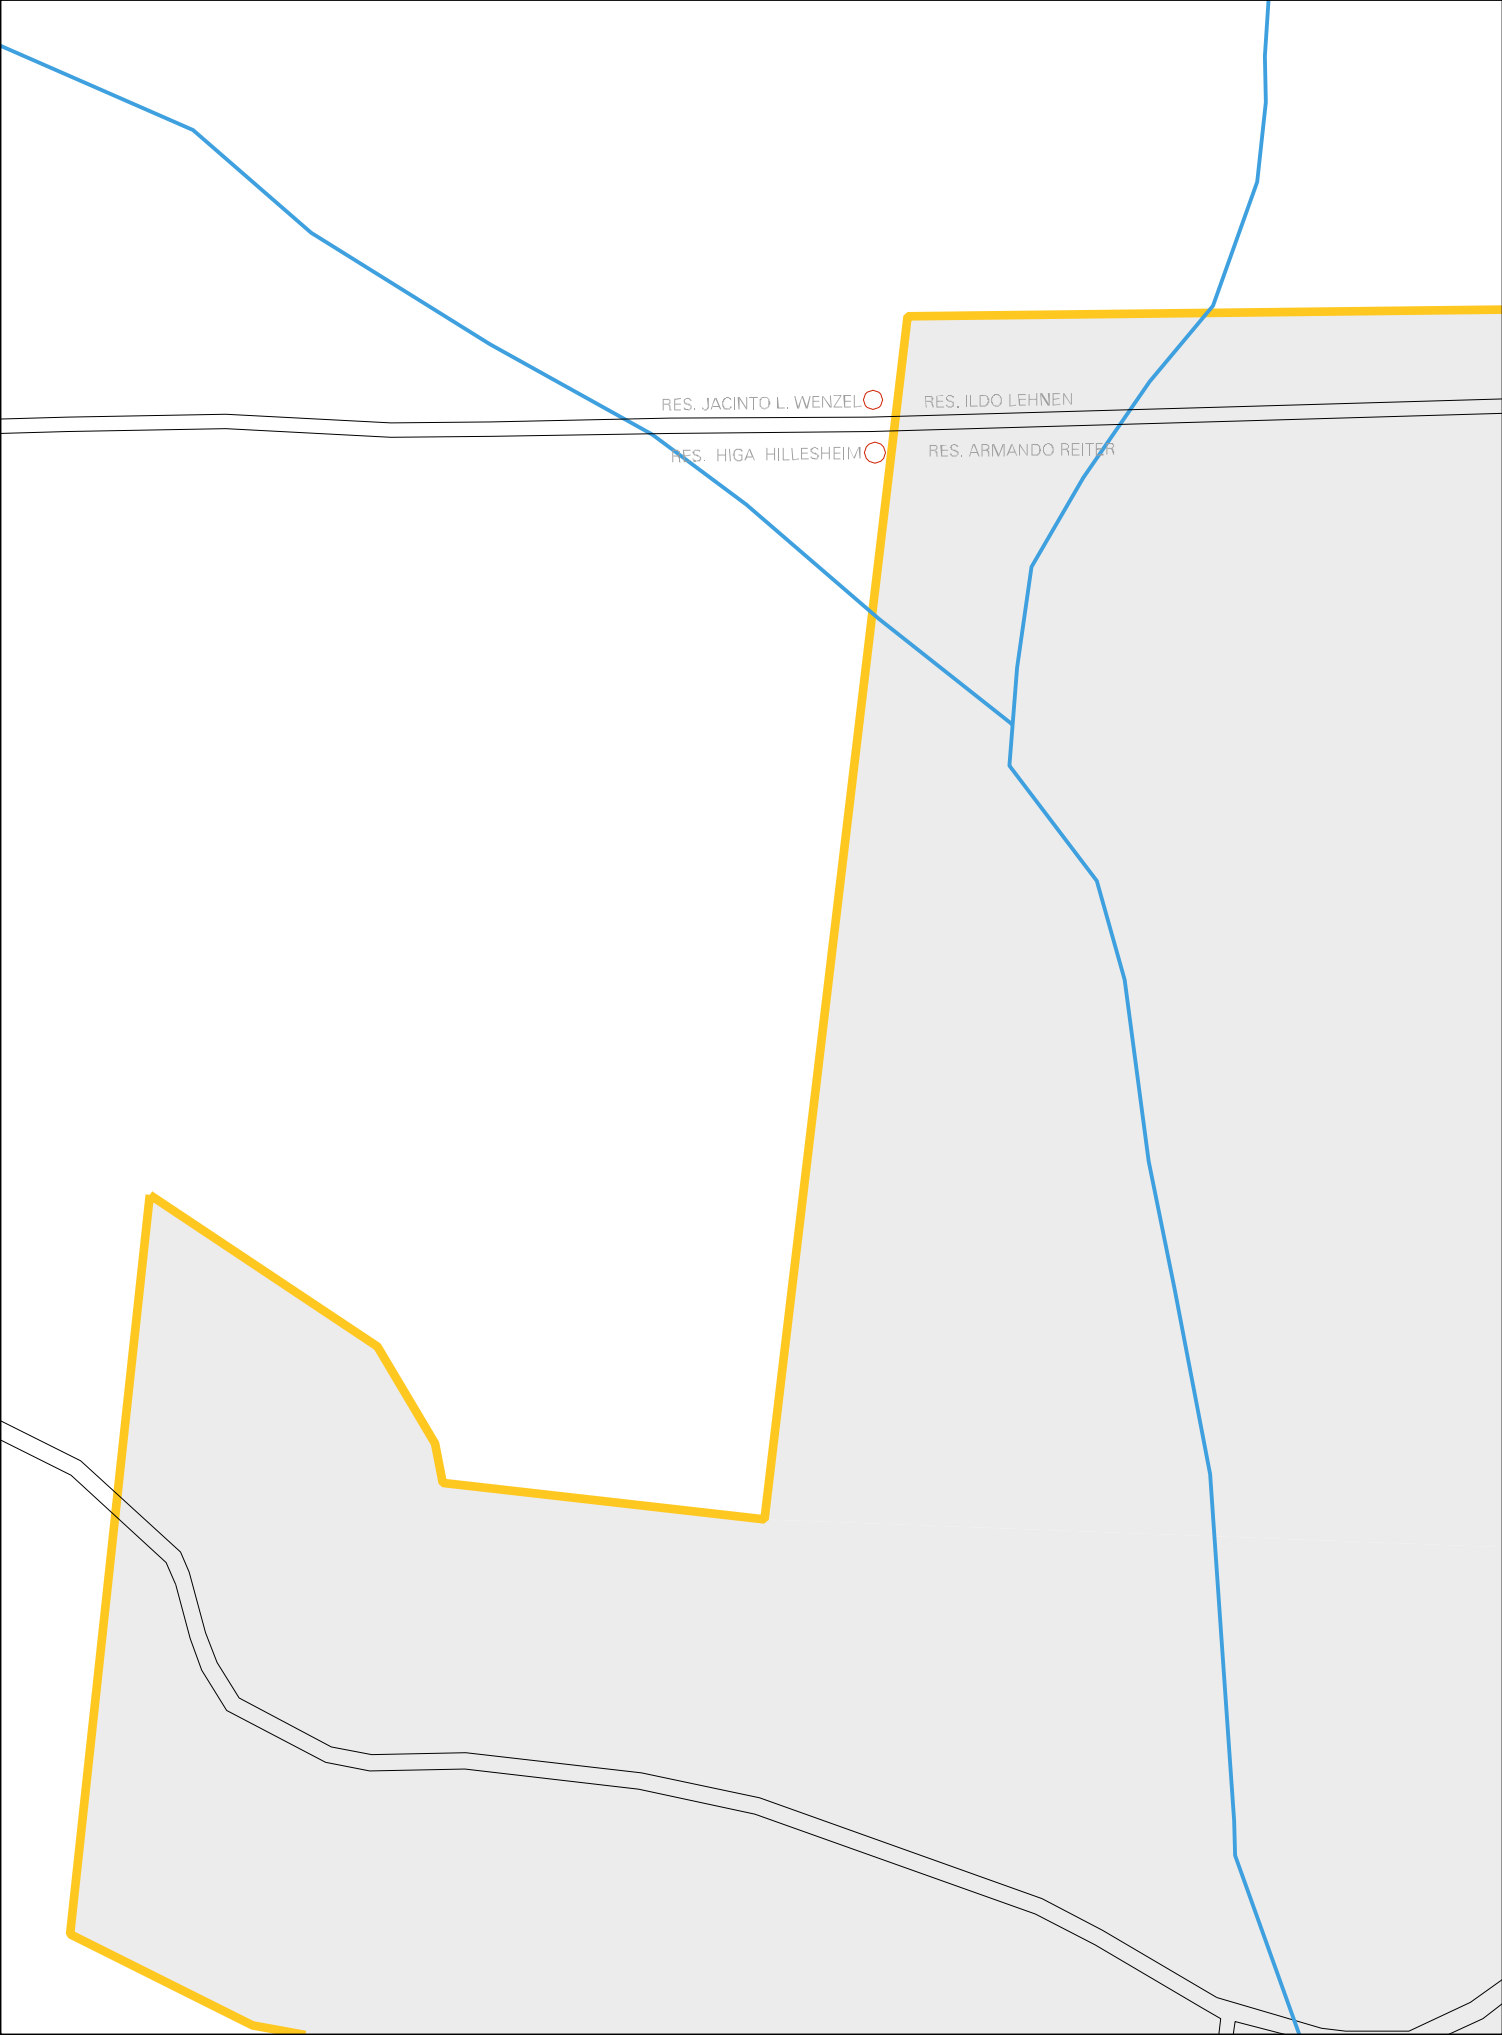 RES. JACINTO L. WENZEL
RES. ILDO LEHNEN
RES. HIGA HILLESHEIM
RES. ARMANDO REITER